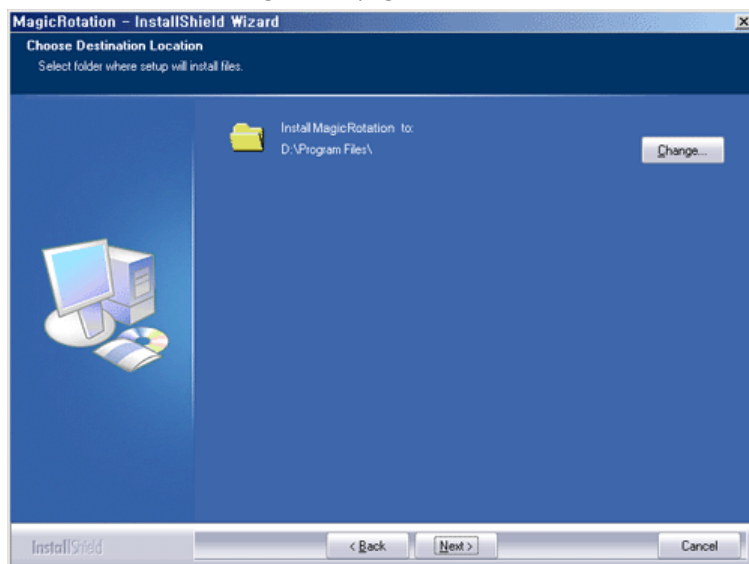 MagicRotation - InstallShield Wizard
Choose Destination Location
Select folder where setup will install files.
Install MagicRotation to:
D:\Program Files\
Change...
InstallShield
< Back
Next >
Cancel